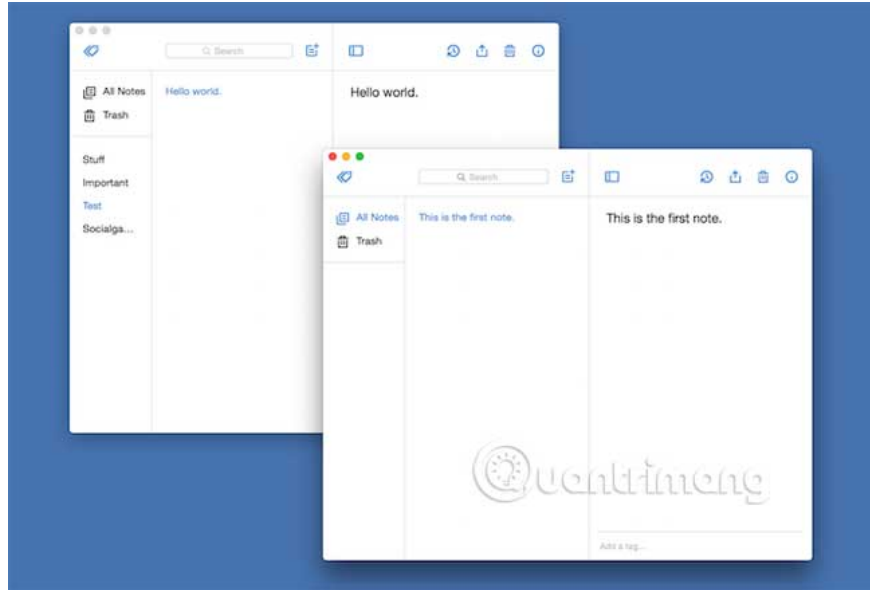 Search
All Notes
Trash
Hello world.
Hello world.
Stuff
Important
Test
Socialga...
Search
All Notes
Trash
This is the first note.
This is the first note.
Quantrimang
Add a tag...